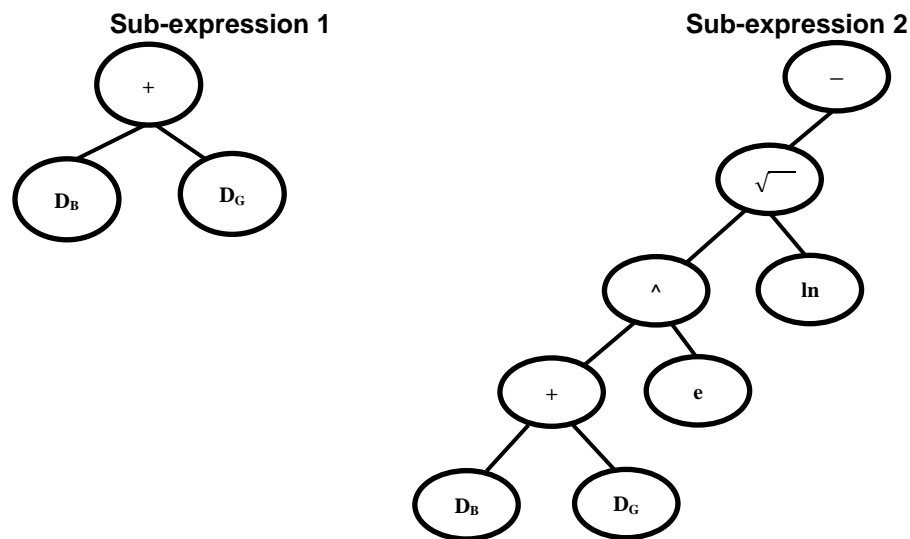 Sub-expression 1 Sub-expression 2
+ −
√
D_B D_G
^ ln
+ e
D_B D_G